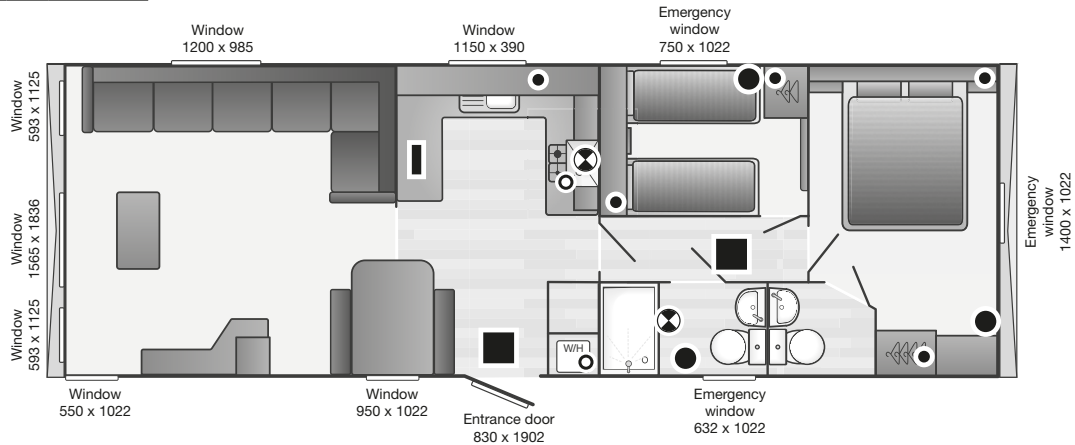 Window
1200 x 985
Window
1150 x 390
Emergency
window
750 x 1022
Window
593 x 1125
Window
1565 x 1836
Window
593 x 1125
Emergency
window
1400 x 1022
W/H
Window
550 x 1022
Window
950 x 1022
Entrance door
830 x 1902
Emergency
window
632 x 1022